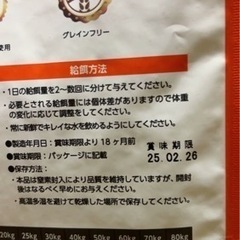 使用
グレインフリー
給餌方法
・1日の給餌量を2〜数回に分けて与えてください。
・必要とされる給餌量には個体差がありますので体重
の変化に応じて調整をしてください。
・常に新鮮でキレイな水を飲めるようにしてください。
●製造年月日：賞味期限より18ヶ月前
●賞味期限：パッケージに記載
賞味期限
25.02.26
●保存方法：
・本品は窒素封入により品質を維持していますが、開封
後はなるべく早めにお与えください。
・高温多湿を避けて乾燥した場所で保存してください。
20kg 25kg 30kg 40kg 50kg 60kg 70kg 80kg